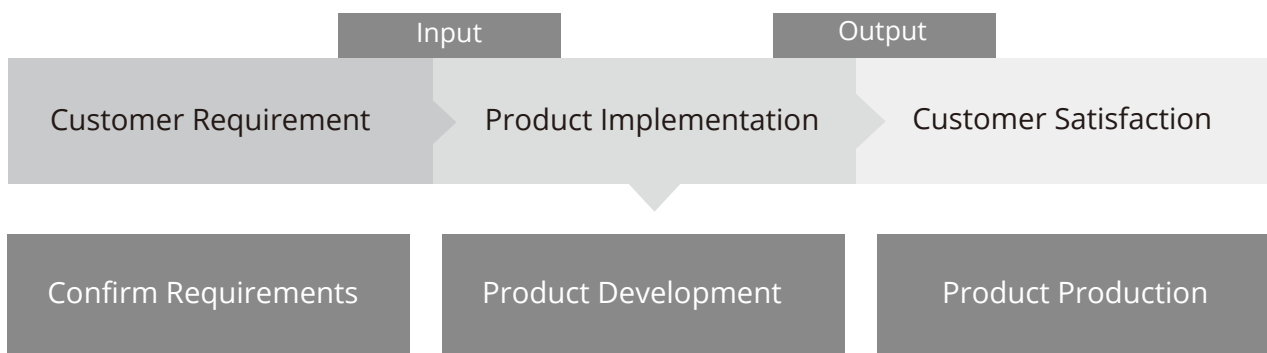 Input
Output
Customer Requirement
Product Implementation
Customer Satisfaction
Confirm Requirements
Product Development
Product Production